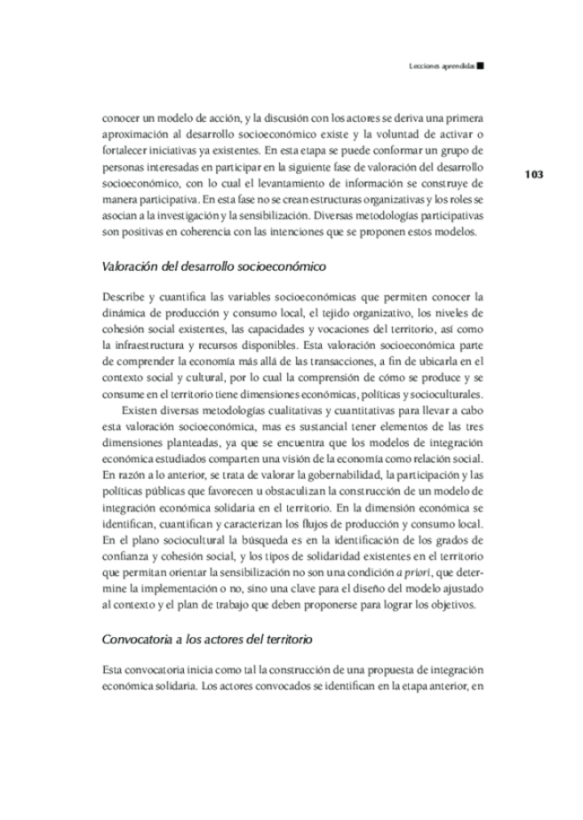 Lecciones aprendidas
103
conocer un modelo de acción, y la discusión con los actores se deriva una primera
aproximación al desarrollo socioeconómico existe y la voluntad de activar o
fortalecer iniciativas ya existentes. En esta etapa se puede conformar un grupo de
personas interesadas en participar en la siguiente fase de valoración del desarrollo
socioeconómico, con lo cual el levantamiento de información se construye de
manera participativa. En esta fase no se crean estructuras organizativas y los roles se
asocian a la investigación y la sensibilización. Diversas metodologías participativas
son positivas en coherencia con las intenciones que se proponen estos modelos.
Valoración del desarrollo socioeconómico
Describe y cuantifica las variables socioeconómicas que permiten conocer la
dinámica de producción y consumo local, el tejido organizativo, los niveles de
cohesión social existentes, las capacidades y vocaciones del territorio, así como
la infraestructura y recursos disponibles. Esta valoración socioeconómica parte
de comprender la economía más allá de las transacciones, a fin de ubicarla en el
contexto social y cultural, por lo cual la comprensión de cómo se produce y se
consume en el territorio tiene dimensiones económicas, políticas y socioculturales.
Existen diversas metodologías cualitativas y cuantitativas para llevar a cabo
esta valoración socioeconómica, mas es sustancial tener elementos de las tres
dimensiones planteadas, ya que se encuentra que los modelos de integración
económica estudiados comparten una visión de la economía como relación social.
En razón a lo anterior, se trata de valorar la gobernabilidad, la participación y las
políticas públicas que favorecen u obstaculizan la construcción de un modelo de
integración económica solidaria en el territorio. En la dimensión económica se
identifican, cuantifican y caracterizan los flujos de producción y consumo local.
En el plano sociocultural la búsqueda es en la identificación de los grados de
confianza y cohesión social, y los tipos de solidaridad existentes en el territorio
que permitan orientar la sensibilización no son una condición a priori, que deter-
mine la implementación o no, sino una clave para el diseño del modelo ajustado
al contexto y el plan de trabajo que deben proponerse para lograr los objetivos.
Convocatoria a los actores del territorio
Esta convocatoria inicia como tal la construcción de una propuesta de integración
económica solidaria. Los actores convocados se identifican en la etapa anterior, en